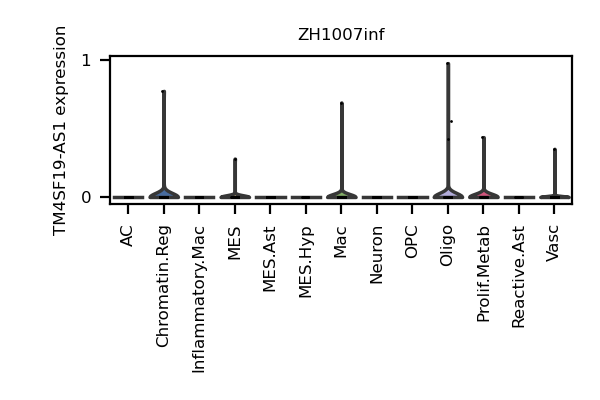 ZH1007inf
TM4SF19-AS1 expression
1
0
AC
Chromatin.Reg
Inflammatory.Mac
MES
MES.Ast
MES.Hyp
Mac
Neuron
OPC
Oligo
Prolif.Metab
Reactive.Ast
Vasc